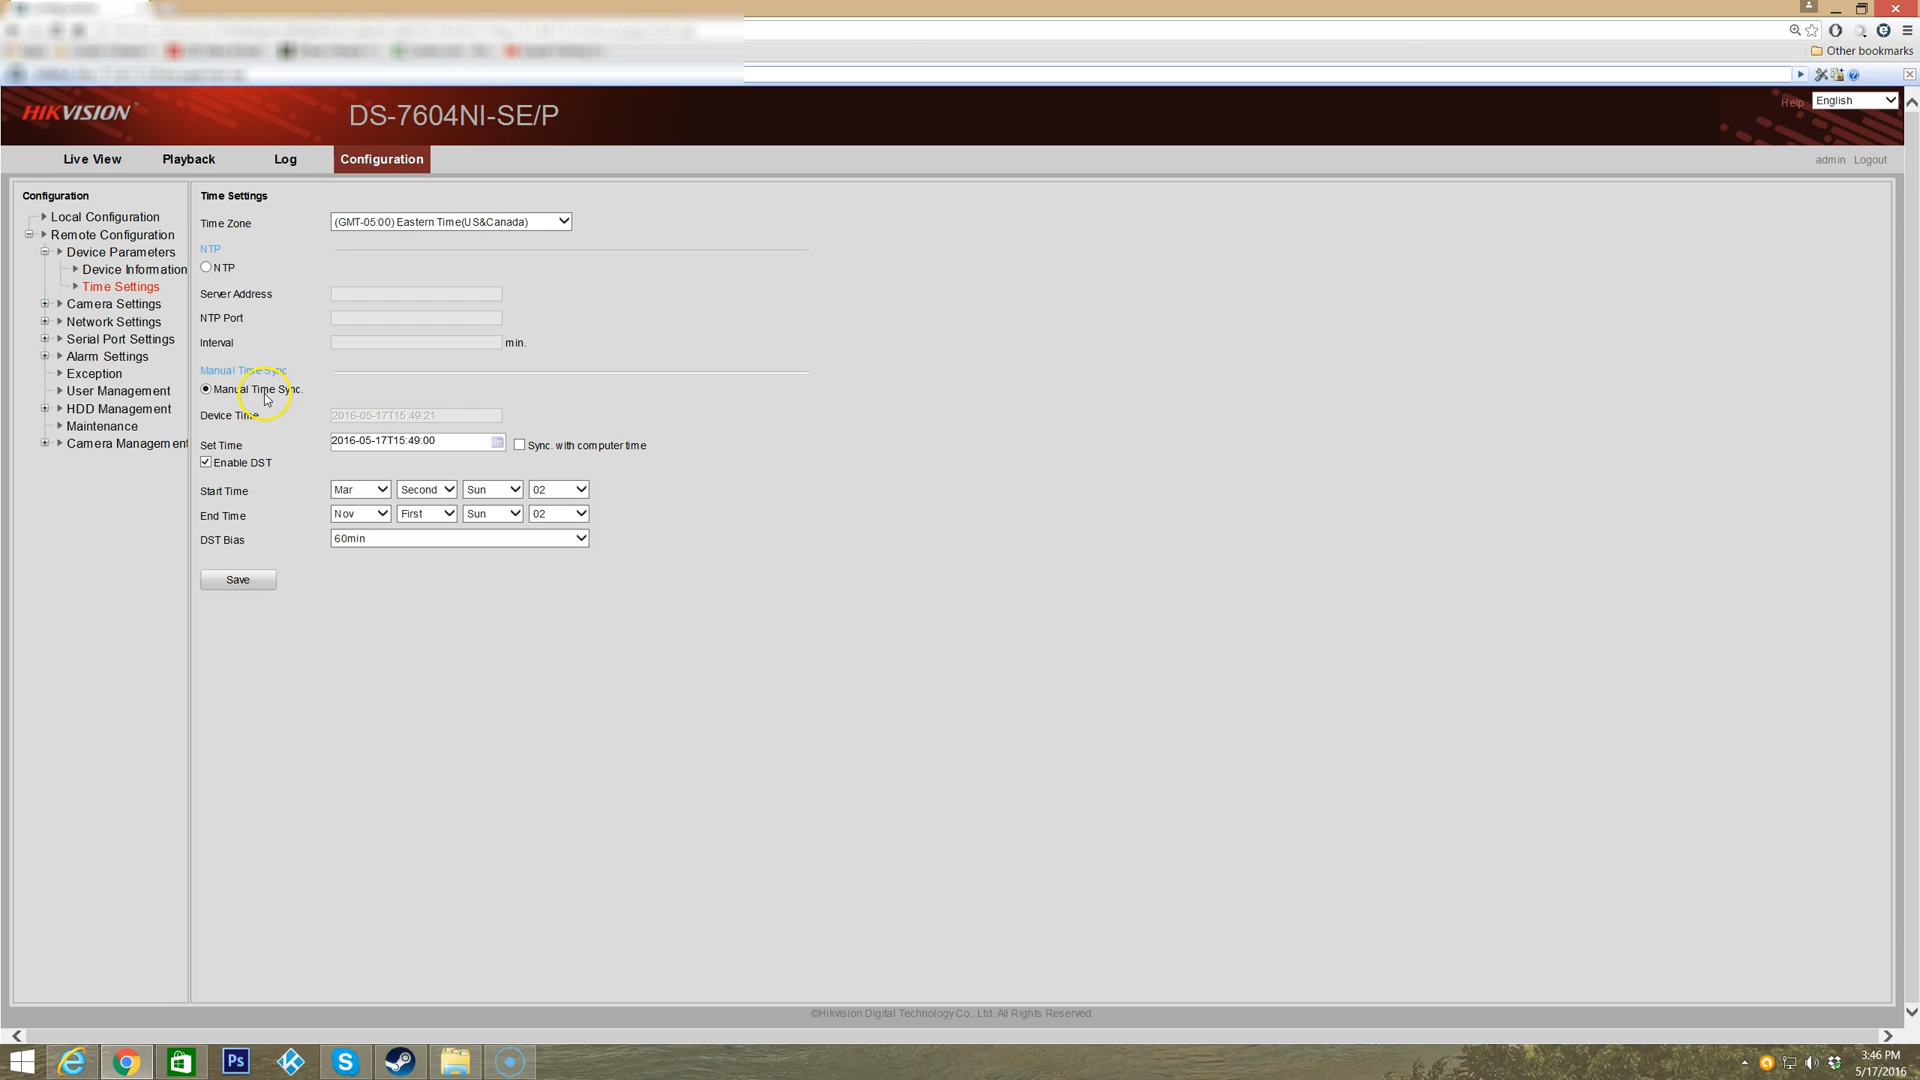 Other bookmarks
HIKVISION
DS-7604NI-SE/P
Help English
Live View Playback Log Configuration
admin Logout
Configuration
Local Configuration
Remote Configuration
Device Parameters
Device Information
Time Settings
Camera Settings
Network Settings
Serial Port Settings
Alarm Settings
Exception
User Management
HDD Management
Maintenance
Camera Management
Time Settings
Time Zone (GMT-05:00) Eastern Time(US&Canada)
NTP
NTP
Server Address
NTP Port
Interval min.
Manual Time Sync.
Manual Time Sync.
Device Time 2016-05-17T15:49:21
Set Time 2016-05-17T15:49:00 Sync. with computer time
Enable DST
Start Time Mar Second Sun 02
End Time Nov First Sun 02
DST Bias 60min
Save
©Hikvision Digital Technology Co., Ltd. All Rights Reserved.
Ps
3:46 PM
5/17/2016